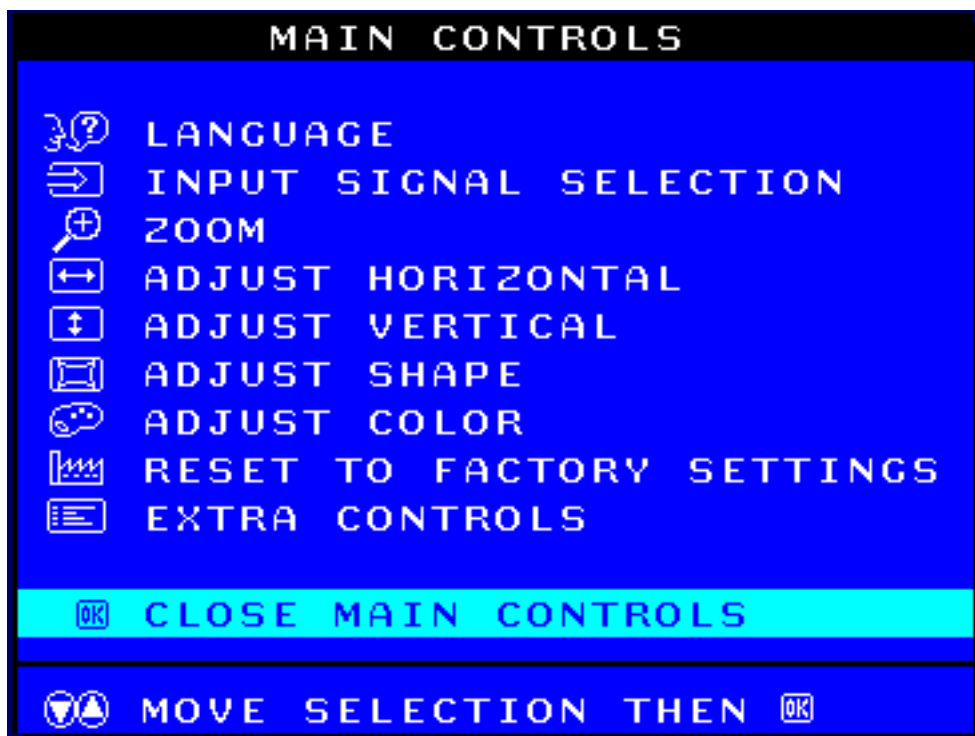 MAIN CONTROLS
? LANGUAGE
INPUT SIGNAL SELECTION
ZOOM
ADJUST HORIZONTAL
ADJUST VERTICAL
ADJUST SHAPE
ADJUST COLOR
RESET TO FACTORY SETTINGS
EXTRA CONTROLS
OK CLOSE MAIN CONTROLS
MOVE SELECTION THEN OK